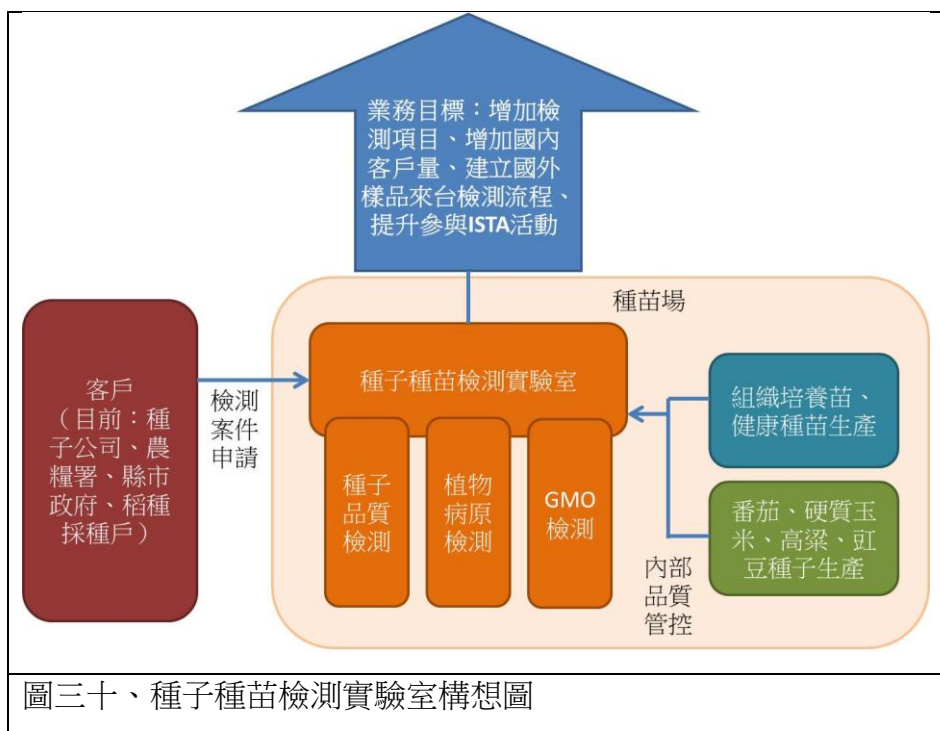 業務目標：增加檢
測項目、增加國內
客戶量、建立國外
樣品來台檢測流程、
提升參與ISTA活動
種苗場
客戶
（目前：種
子公司、農
糧署、縣市
政府、稻種
採種戶）
檢測
案件
申請
種子種苗檢測實驗室
種子
品質
檢測
植物
病原
檢測
GMO
檢測
組織培養苗、
健康種苗生產
番茄、硬質玉
米、高粱、豇
豆種子生產
內部
品質
管控
圖三十、種子種苗檢測實驗室構想圖